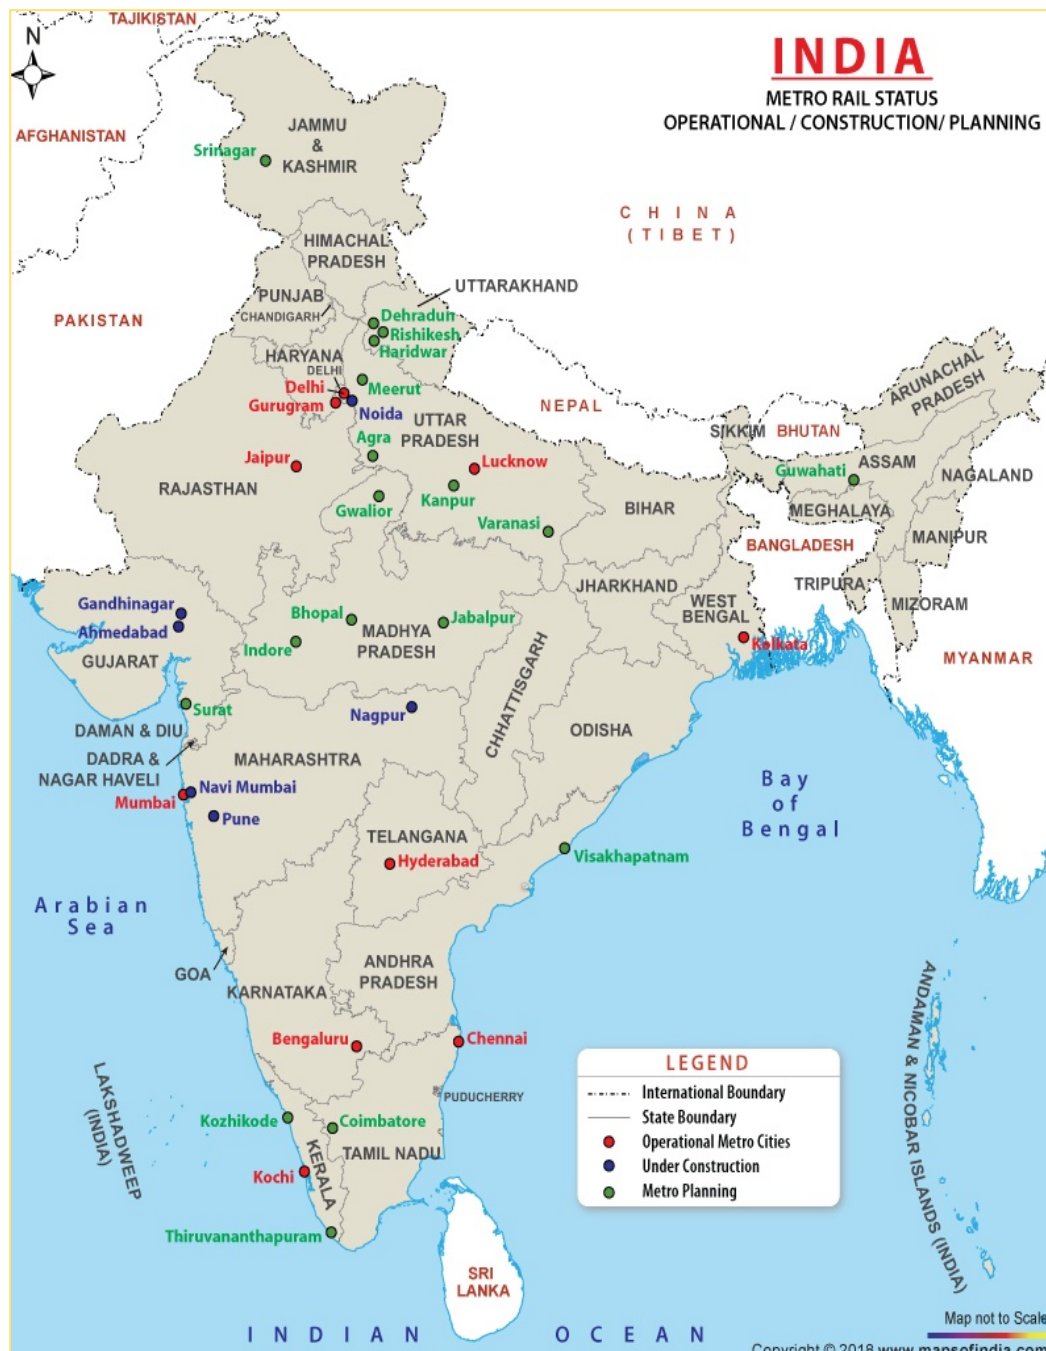 TAJIKISTAN
N
INDIA
METRO RAIL STATUS
OPERATIONAL / CONSTRUCTION/ PLANNING
AFGHANISTAN
JAMMU
&
KASHMIR
Srinagar
C H I N A
(TIBET)
HIMACHAL
PRADESH
UTTARAKHAND
PUNJAB
CHANDIGARH
PAKISTAN
Dehradun
Rishikesh
Haridwar
HARYANA
DELHI
Delhi
Meerut
Gurugram
Noida
NEPAL
UTTAR
PRADESH
ARUNACHAL
PRADESH
SIKKIM
BHUTAN
Agra
Jaipur
Lucknow
Guwahati
ASSAM
NAGALAND
RAJASTHAN
Kanpur
Gwalior
Varanasi
BIHAR
MEGHALAYA
MANIPUR
BANGLADESH
JHARKHAND
TRIPURA
MIZORAM
Gandhinagar
Ahmedabad
GUJARAT
Bhopal
Jabalpur
MADHYA
PRADESH
Indore
WEST
BENGAL
Kolkata
MYANMAR
CHHATTISGARH
Surat
Nagpur
ODISHA
DAMAN & DIU
DADRA &
NAGAR HAVELI
MAHARASHTRA
Navi Mumbai
Mumbai
Pune
Bay
of
Bengal
TELANGANA
Hyderabad
Visakhapatnam
Arabian
Sea
GOA
KARNATAKA
ANDHRA
PRADESH
ANDAMAN & NICOBAR ISLANDS (INDIA)
Bengaluru
Chennai
PUDUCHERRY
LAKSHADWEEP
(INDIA)
Kozhikode
Coimbatore
TAMIL NADU
KERALA
Kochi
Thiruvananthapuram
LEGEND
International Boundary
State Boundary
Operational Metro Cities
Under Construction
Metro Planning
SRI
LANKA
INDIAN OCEAN
Map not to Scale
Copyright © 2018 www.mapsofindia.com